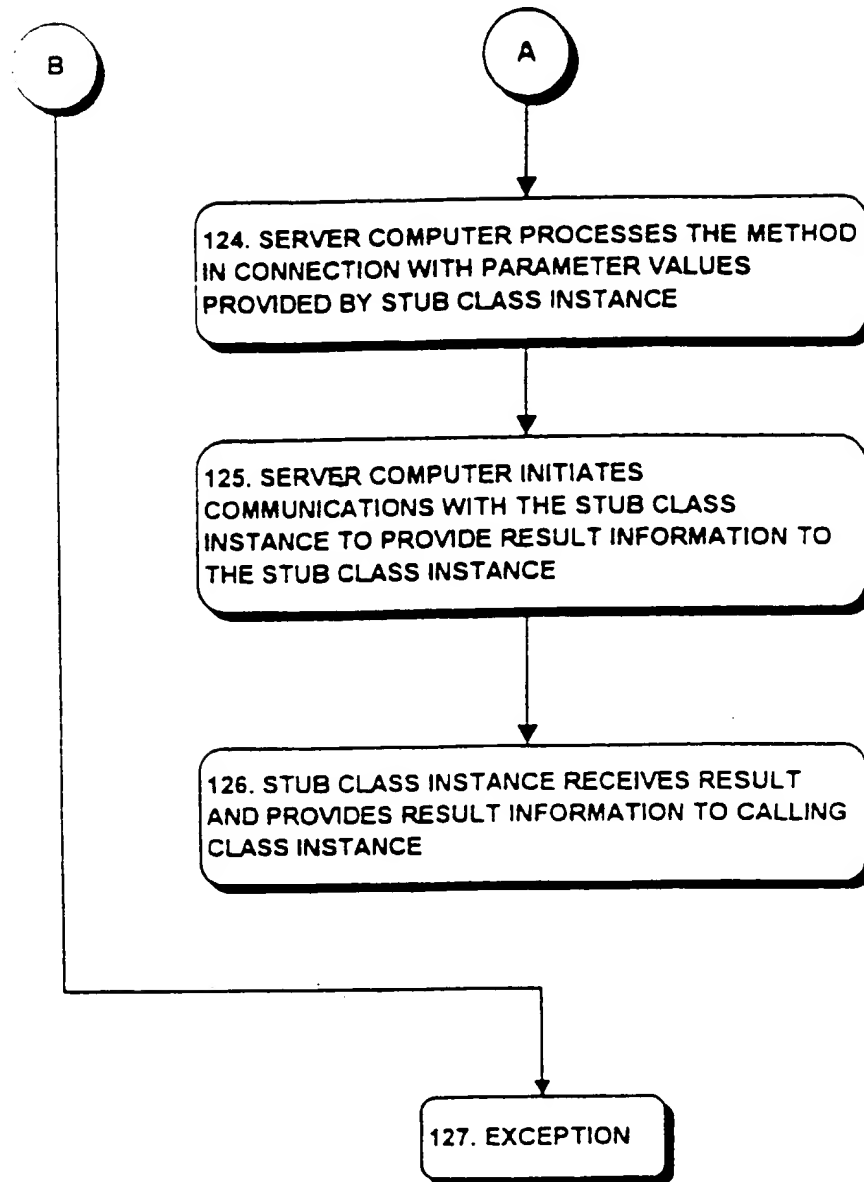 B
A
124. SERVER COMPUTER PROCESSES THE METHOD
IN CONNECTION WITH PARAMETER VALUES
PROVIDED BY STUB CLASS INSTANCE
125. SERVER COMPUTER INITIATES
COMMUNICATIONS WITH THE STUB CLASS
INSTANCE TO PROVIDE RESULT INFORMATION TO
THE STUB CLASS INSTANCE
126. STUB CLASS INSTANCE RECEIVES RESULT
AND PROVIDES RESULT INFORMATION TO CALLING
CLASS INSTANCE
127. EXCEPTION